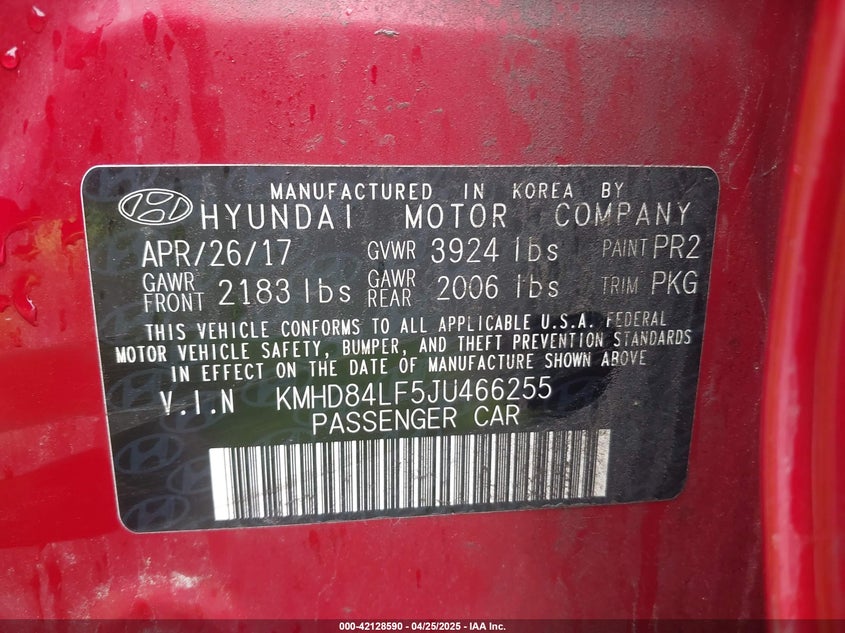 MANUFACTURED IN KOREA BY
HYUNDAI MOTOR COMPANY
APR/26/17 GVWR 3924 lbs PAINT PR2
GAWR FRONT 2183 lbs GAWR REAR 2006 lbs TRIM PKG
THIS VEHICLE CONFORMS TO ALL APPLICABLE U.S.A. FEDERAL
MOTOR VEHICLE SAFETY, BUMPER, AND THEFT PREVENTION STANDARDS
IN EFFECT ON THE DATE OF MANUFACTURE SHOWN ABOVE
V.I.N KMHD84LF5JU466255
PASSENGER CAR
000-42128590 - 04/25/2025 - IAA Inc.